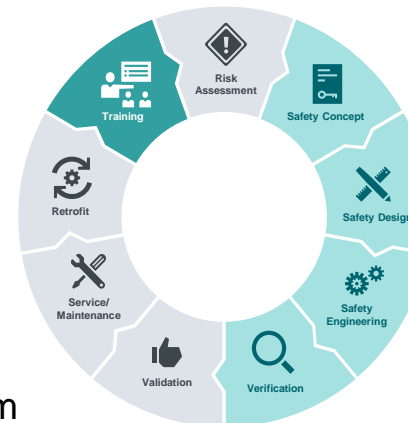 Risk
Assessment
Safety Concept
Safety Design
Safety
Engineering
Verification
Validation
Service/
Maintenance
Retrofit
Training
m